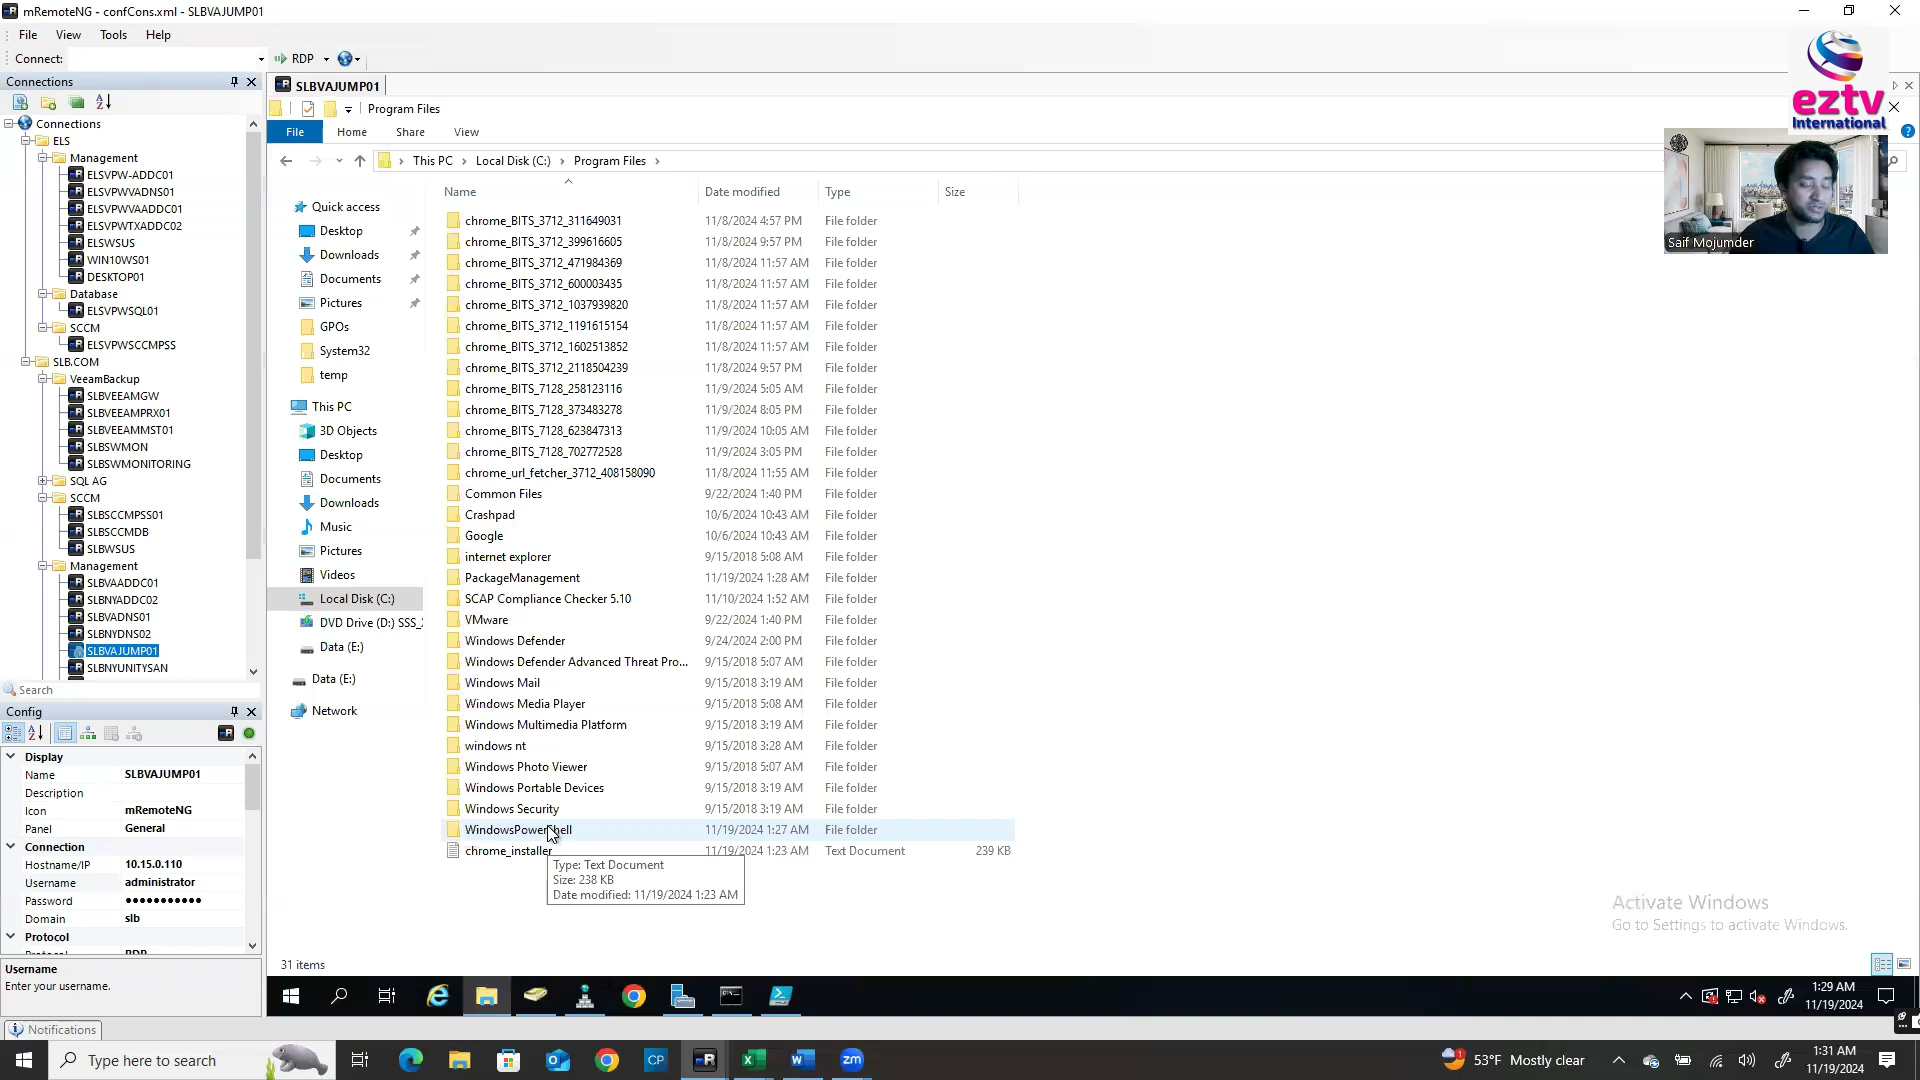 mRemoteNG - confCons.xml - SLBVAJUMP01
File View Tools Help
Connect: RDP
Connections
SLBVAJUMP01
Program Files
File Home Share View
This PC Local Disk (C:) Program Files
eztv
International
Saif Mojumder
Connections
ELS
Management
ELSVPW-ADDC01
ELSVPWVADNS01
ELSVPWVAADDC01
ELSVPWTXADDC02
ELSWSUS
WIN10WS01
DESKTOP01
Database
ELSVPWSQL01
SCCM
ELSVPWSCCMPSS
SLB.COM
VeeamBackup
SLBVEEAMGW
SLBVEEAMPRX01
SLBVEEAMMST01
SLBSWMON
SLBSWMONITORING
SQL AG
SCCM
SLBSCCMPSS01
SLBSCCMDB
SLBWSUS
Management
SLBVAADDC01
SLBNYADDC02
SLBVADNS01
SLBNYDNS02
SLBVAJUMP01
SLBNYUNITYSAN
Search
Config
Display
Name SLBVAJUMP01
Description
Icon mRemoteNG
Panel General
Connection
Hostname/IP 10.15.0.110
Username administrator
Password ●●●●●●●●●●●
Domain slb
Protocol
Username
Enter your username.
Notifications
Quick access
Desktop
Downloads
Documents
Pictures
GPOs
System32
temp
This PC
3D Objects
Desktop
Documents
Downloads
Music
Pictures
Videos
Local Disk (C:)
DVD Drive (D:) SSS_
Data (E:)
Data (E:)
Network
Name Date modified Type Size
chrome_BITS_3712_311649031 11/8/2024 4:57 PM File folder
chrome_BITS_3712_399616605 11/8/2024 9:57 PM File folder
chrome_BITS_3712_471984369 11/8/2024 11:57 AM File folder
chrome_BITS_3712_600003435 11/8/2024 11:57 AM File folder
chrome_BITS_3712_1037939820 11/8/2024 11:57 AM File folder
chrome_BITS_3712_1191615154 11/8/2024 11:57 AM File folder
chrome_BITS_3712_1602513852 11/8/2024 11:57 AM File folder
chrome_BITS_3712_2118504239 11/8/2024 9:57 PM File folder
chrome_BITS_7128_258123116 11/9/2024 5:05 AM File folder
chrome_BITS_7128_373483278 11/9/2024 8:05 PM File folder
chrome_BITS_7128_623847313 11/9/2024 10:05 AM File folder
chrome_BITS_7128_702772528 11/9/2024 3:05 PM File folder
chrome_url_fetcher_3712_408158090 11/8/2024 11:55 AM File folder
Common Files 9/22/2024 1:40 PM File folder
Crashpad 10/6/2024 10:43 AM File folder
Google 10/6/2024 10:43 AM File folder
internet explorer 9/15/2018 5:08 AM File folder
PackageManagement 11/19/2024 1:28 AM File folder
SCAP Compliance Checker 5.10 11/10/2024 1:52 AM File folder
VMware 9/22/2024 1:40 PM File folder
Windows Defender 9/24/2024 2:00 PM File folder
Windows Defender Advanced Threat Pro... 9/15/2018 5:07 AM File folder
Windows Mail 9/15/2018 3:19 AM File folder
Windows Media Player 9/15/2018 5:08 AM File folder
Windows Multimedia Platform 9/15/2018 3:19 AM File folder
windows nt 9/15/2018 3:28 AM File folder
Windows Photo Viewer 9/15/2018 5:07 AM File folder
Windows Portable Devices 9/15/2018 3:19 AM File folder
Windows Security 9/15/2018 3:19 AM File folder
WindowsPowerShell 11/19/2024 1:27 AM File folder
chrome_installer 11/19/2024 1:23 AM Text Document 239 KB
Type: Text Document
Size: 238 KB
Date modified: 11/19/2024 1:23 AM
31 items
Activate Windows
Go to Settings to activate Windows.
1:29 AM
11/19/2024
Type here to search
CP
zm
53°F Mostly clear
1:31 AM
11/19/2024